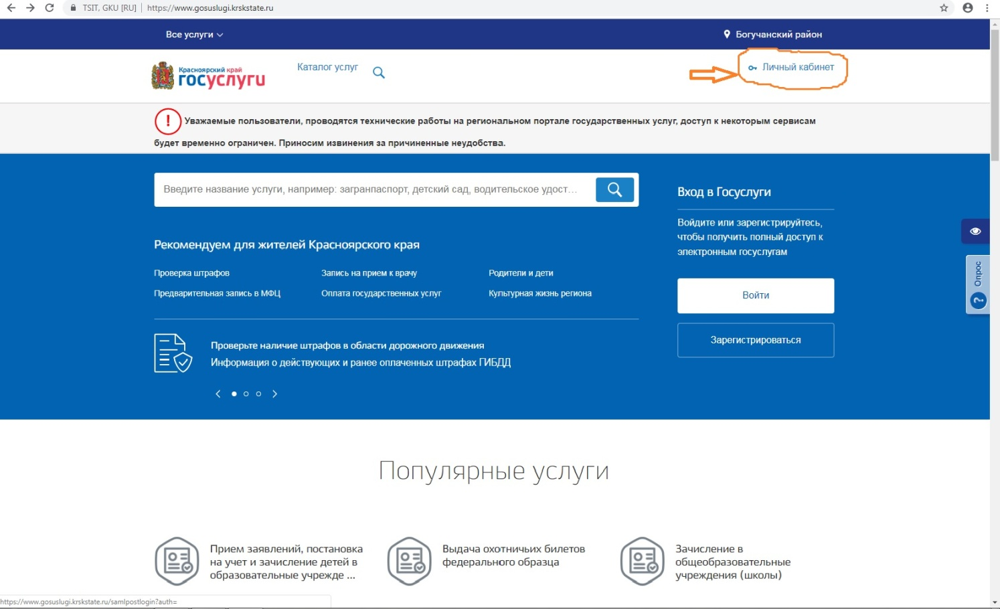 TSIT, GKU [RU] | https://www.gosuslugi.krskstate.ru
Все услуги
Богучанский район
Красноярский край
госуслуги
Каталог услуг
Личный кабинет
! Уважаемые пользователи, проводятся технические работы на региональном портале государственных услуг, доступ к некоторым сервисам
будет временно ограничен. Приносим извинения за причиненные неудобства.
Введите название услуги, например: загранпаспорт, детский сад, водительское удост...
Вход в Госуслуги
Войдите или зарегистрируйтесь,
чтобы получить полный доступ к
электронным госуслугам
Войти
Зарегистрироваться
Опрос
?
Рекомендуем для жителей Красноярского края
Проверка штрафов
Запись на прием к врачу
Родители и дети
Предварительная запись в МФЦ
Оплата государственных услуг
Культурная жизнь региона
Проверьте наличие штрафов в области дорожного движения
Информация о действующих и ранее оплаченных штрафах ГИБДД
Популярные услуги
Прием заявлений, постановка
на учет и зачисление детей в
образовательные учрежде ...
Выдача охотничьих билетов
федерального образца
Зачисление в
общеобразовательные
учреждения (школы)
https://www.gosuslugi.krskstate.ru/samlpostlogin?auth=